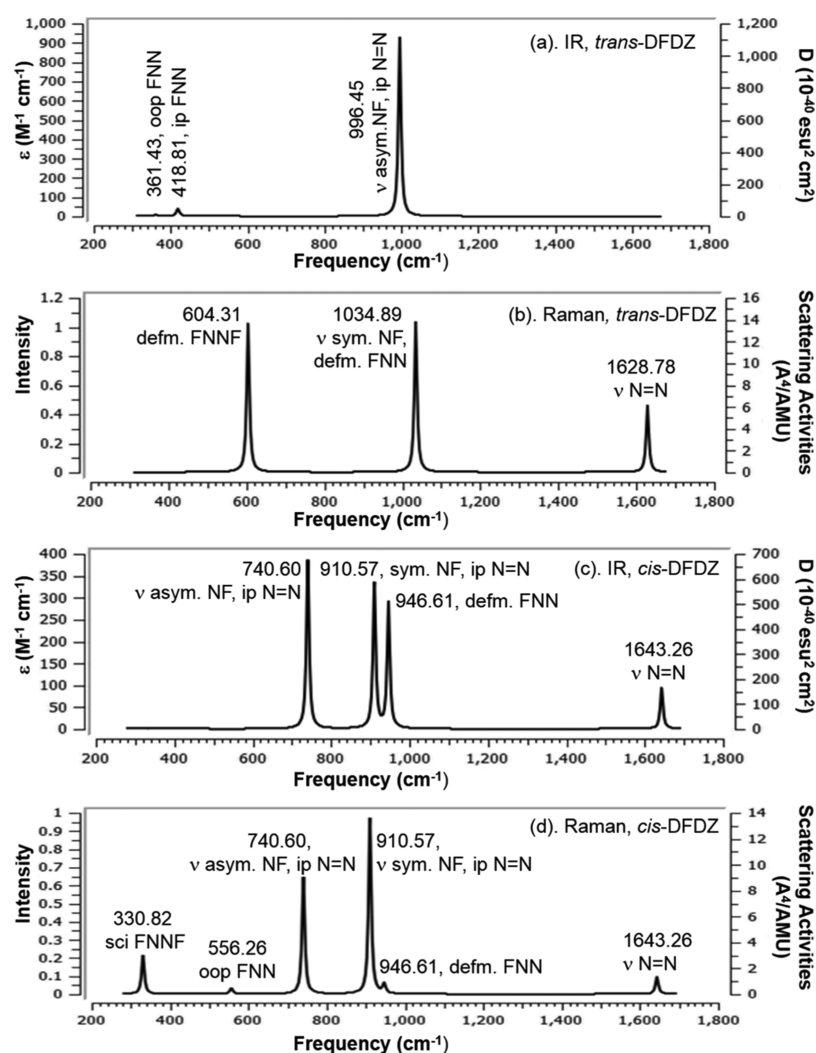 (a). IR, trans-DFDZ
ε (M⁻¹ cm⁻¹)
1,000
900
800
700
600
500
400
300
200
100
0
361.43, oop FNN
418.81, ip FNN
996.45
ν asym.NF, ip N=N
1,200
1,000
800
600
400
200
0
D (10⁻⁴⁰ esu² cm²)
200 400 600 800 1,000 1,200 1,400 1,600 1,800
Frequency (cm⁻¹)
(b). Raman, trans-DFDZ
Intensity
1.2
1
0.8
0.6
0.4
0.2
0
604.31
defm. FNNF
1034.89
ν sym. NF,
defm. FNN
1628.78
ν N=N
16
14
12
10
8
6
4
2
0
Scattering Activities
(A⁴/AMU)
200 400 600 800 1,000 1,200 1,400 1,600 1,800
Frequency (cm⁻¹)
(c). IR, cis-DFDZ
ε (M⁻¹ cm⁻¹)
400
350
300
250
200
150
100
50
0
740.60
ν asym. NF, ip N=N
910.57, sym. NF, ip N=N
946.61, defm. FNN
1643.26
ν N=N
700
600
500
400
300
200
100
0
D (10⁻⁴⁰ esu² cm²)
200 400 600 800 1,000 1,200 1,400 1,600 1,800
Frequency (cm⁻¹)
(d). Raman, cis-DFDZ
Intensity
1
0.9
0.8
0.7
0.6
0.5
0.4
0.3
0.2
0.1
0
330.82
sci FNNF
556.26
oop FNN
740.60,
ν asym. NF, ip N=N
910.57,
ν sym. NF, ip N=N
946.61, defm. FNN
1643.26
ν N=N
14
12
10
8
6
4
2
0
Scattering Activities
(A⁴/AMU)
200 400 600 800 1,000 1,200 1,400 1,600 1,800
Frequency (cm⁻¹)